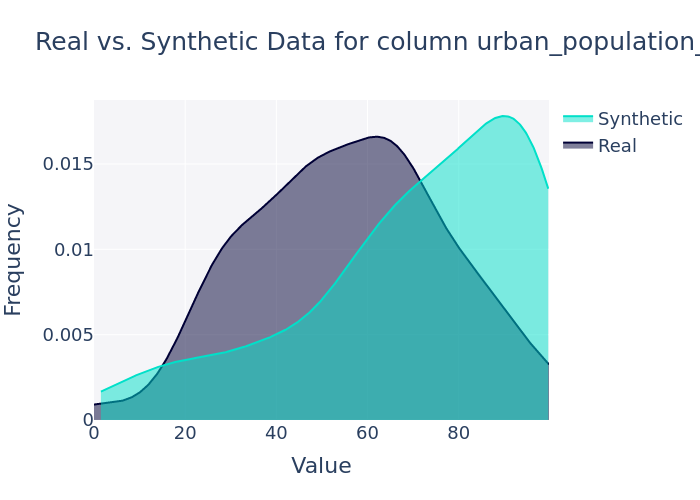 Real vs. Synthetic Data for column urban_population_
Synthetic
Real
Frequency
0.015
0.01
0.005
0
0 20 40 60 80
Value